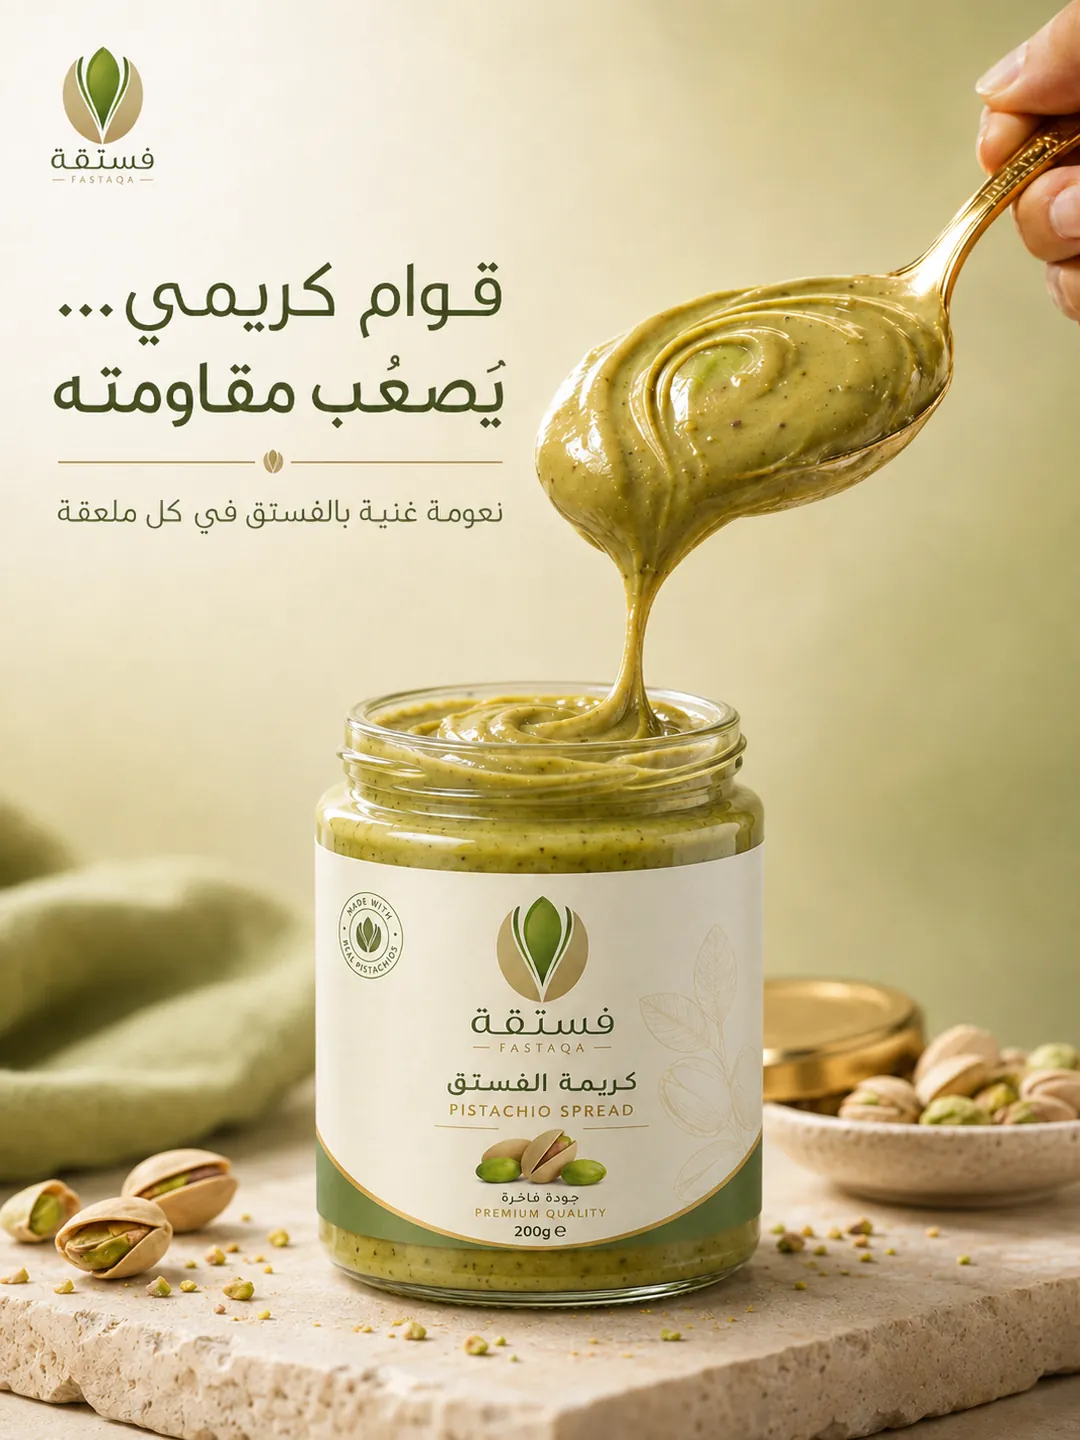 فستقة
FASTAQA
قوام كريمي...
يَصعُب مقاومته
نعومة غنية بالفستق في كل ملعقة
MADE WITH
REAL PISTACHIOS
فستقة
FASTAQA
كريمة الفستق
PISTACHIO SPREAD
جودة فاخرة
PREMIUM QUALITY
200g ℮